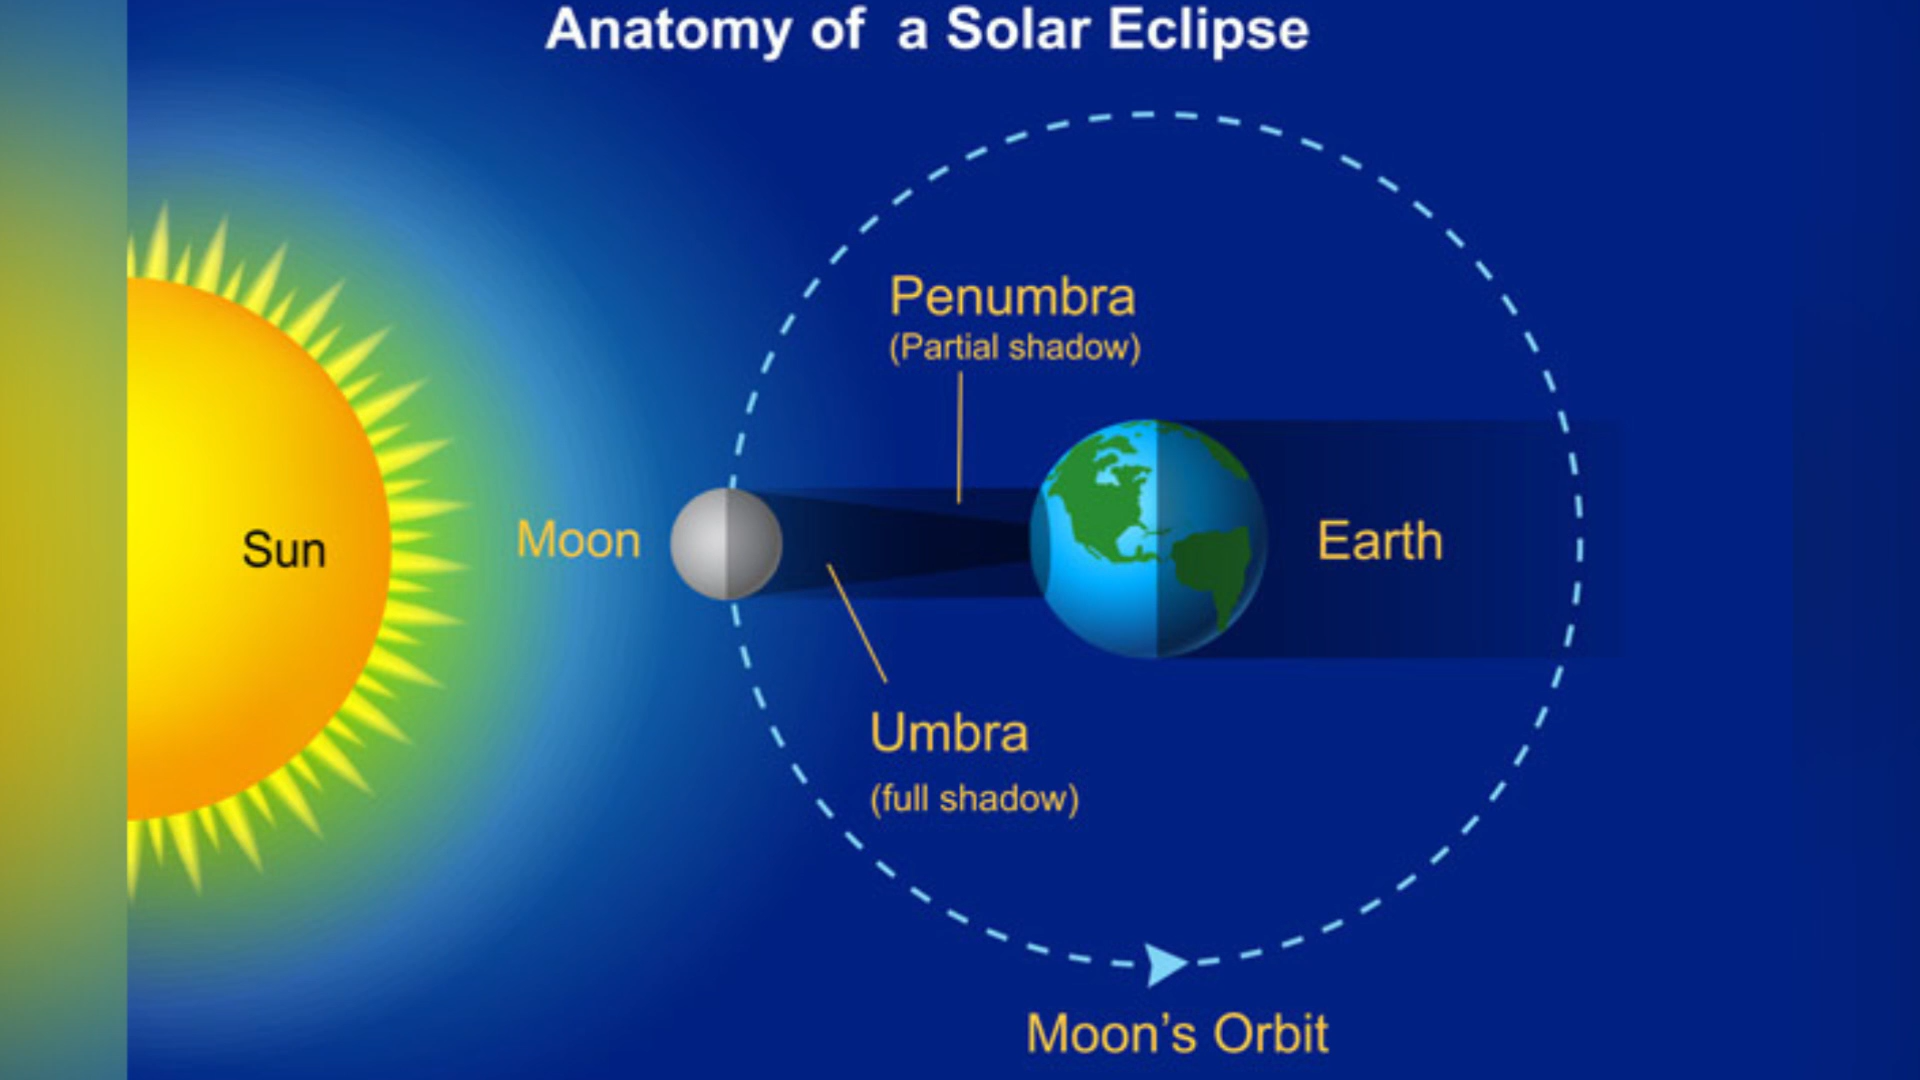 Anatomy of a Solar Eclipse
Penumbra
(Partial shadow)
Sun
Moon
Earth
Umbra
(full shadow)
Moon's Orbit